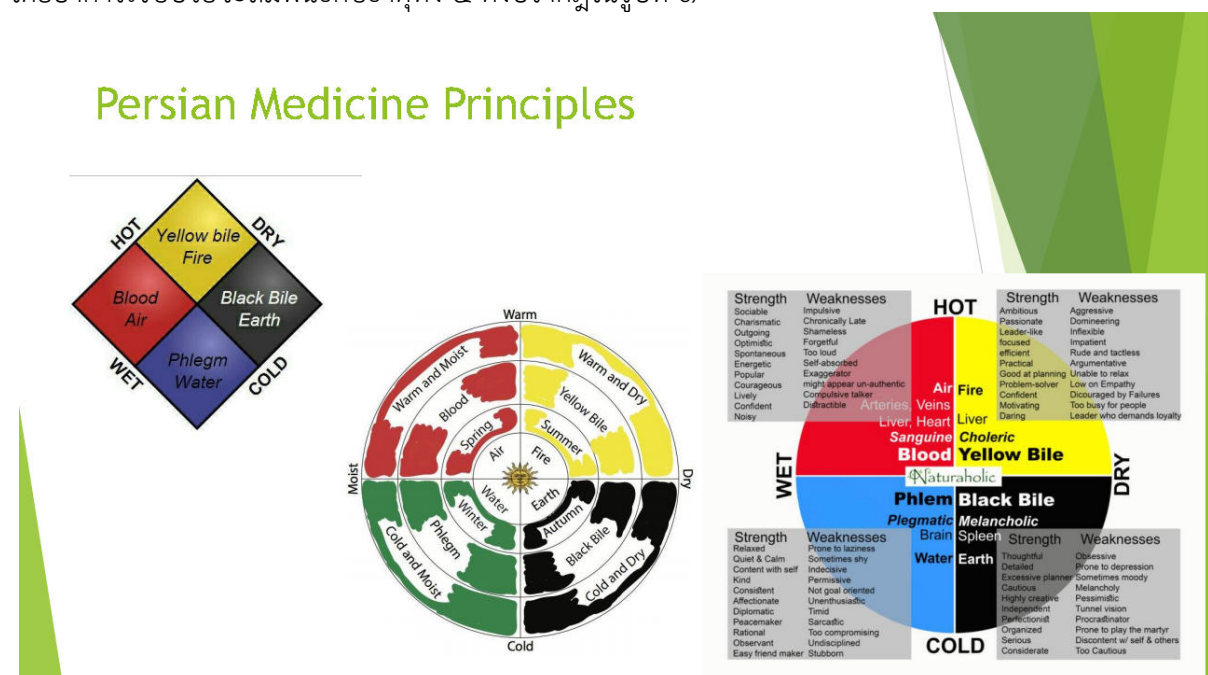 Persian Medicine Principles
HOT
DRY
Yellow bile
Fire
Blood
Air
Black Bile
Earth
Phlegm
Water
WET
COLD
Warm
Warm and Moist
Warm and Dry
Blood
Yellow Bile
Spring
Summer
Air
Fire
Moist
Dry
Water
Earth
Winter
Autumn
Phlegm
Black Bile
Cold and Moist
Cold and Dry
Cold
HOT
Strength Weaknesses
Sociable Impulsive
Charismatic Chronically Late
Outgoing Shameless
Optimistic Forgetful
Spontaneous Too loud
Energetic Self-absorbed
Popular Exaggerator
Courageous might appear un-authentic
Lively Compulsive talker
Confident Distractible
Noisy
Strength Weaknesses
Ambitious Aggressive
Passionate Domineering
Leader-like Inflexible
focused Impatient
efficient Rude and tactless
Practical Argumentative
Good at planning Unable to relax
Problem-solver Low on Empathy
Confident Dicouraged by Failures
Motivating Too busy for people
Daring Leader who demands loyalty
Air Fire
Arteries, Veins
Liver, Heart Liver
Sanguine Choleric
Blood Yellow Bile
WET
DRY
Naturaholic
Phlem Black Bile
Plegmatic Melancholic
Brain Spleen
Water Earth
Strength Weaknesses
Relaxed Prone to laziness
Quiet & Calm Sometimes shy
Content with self Indecisive
Kind Permissive
Consistent Not goal oriented
Affectionate Unenthusiastic
Diplomatic Timid
Peacemaker Sarcastic
Rational Too compromising
Observant Undisciplined
Easy friend maker Stubborn
Strength Weaknesses
Thoughtful Obsessive
Detailed Prone to depression
Excessive planner Sometimes moody
Cautious Melancholy
Highly creative Pessimistic
Independent Tunnel vision
Perfectionist Procrastinator
Organized Prone to play the martyr
Serious Discontent w/ self & others
Considerate Too Cautious
COLD